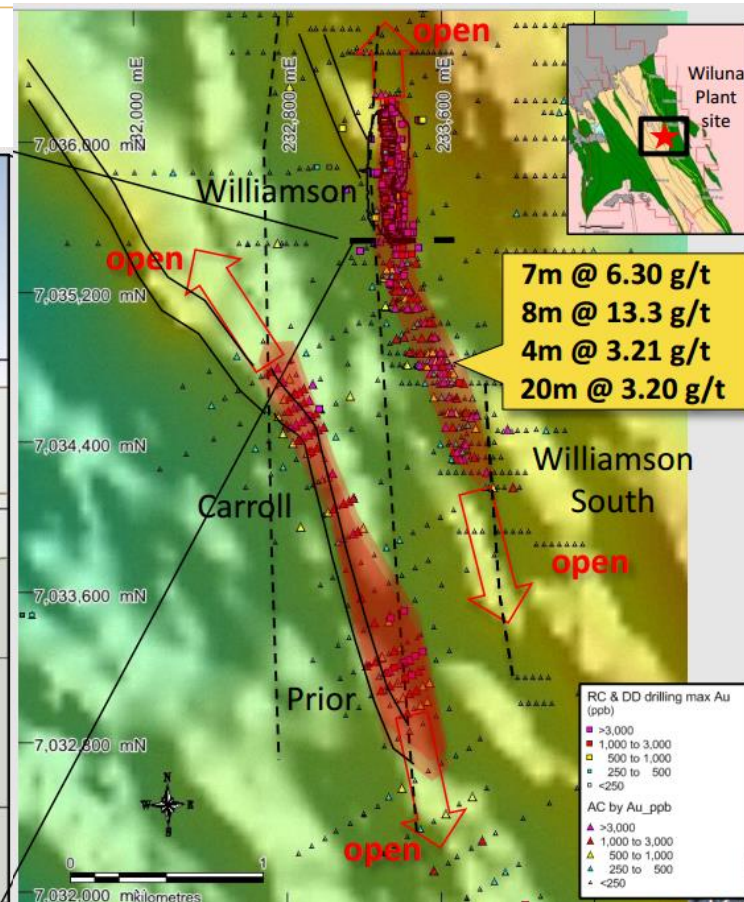 open
232,000 mE
232,800 mE
233,600 mE
Wiluna
Plant
site
7,036,000 mN
Williamson
open
7,035,200 mN
7m @ 6.30 g/t
8m @ 13.3 g/t
4m @ 3.21 g/t
20m @ 3.20 g/t
7,034,400 mN
Williamson
South
Carroll
open
7,033,600 mN
Prior
7,032,800 mN
RC & DD drilling max Au
(ppb)
>3,000
1,000 to 3,000
500 to 1,000
250 to 500
<250
AC by Au_ppb
>3,000
1,000 to 3,000
500 to 1,000
250 to 500
<250
N
W E
S
open
0 1
kilometres
7,032,000 mN